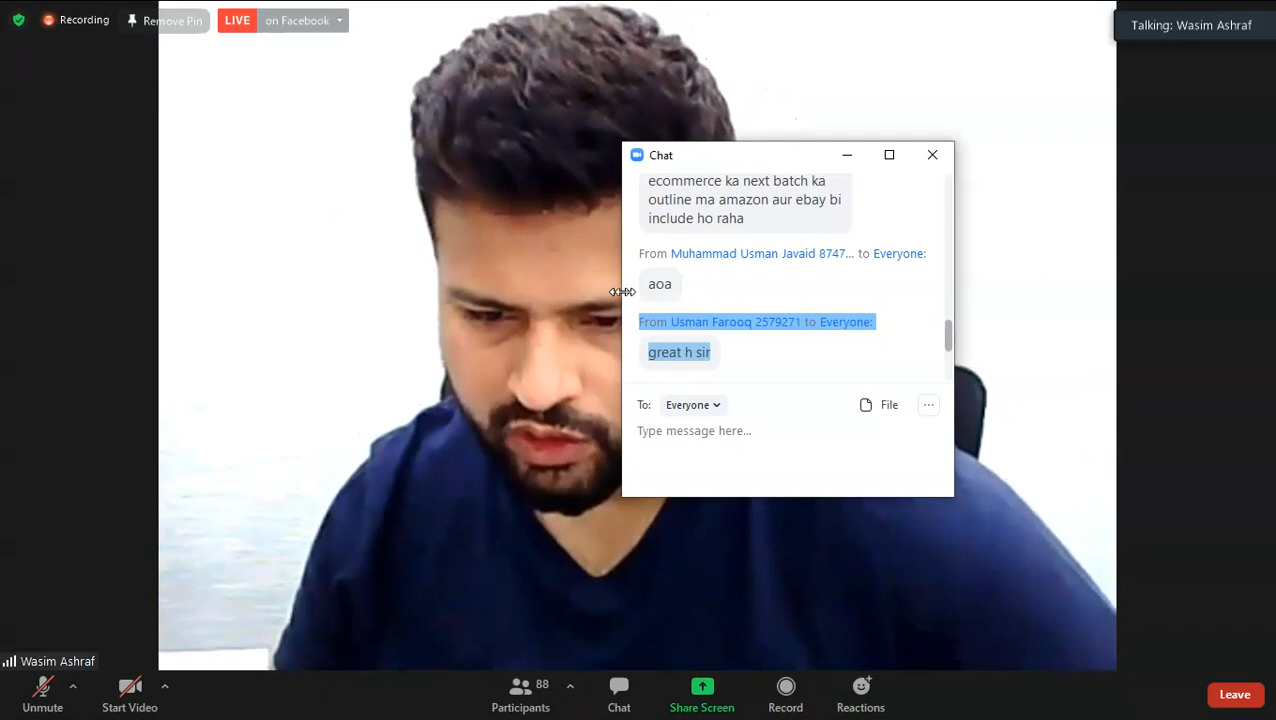 Recording
Remove Pin
LIVE on Facebook
Talking: Wasim Ashraf
Chat
ecommerce ka next batch ka
outline ma amazon aur ebay bi
include ho raha
From Muhammad Usman Javaid 8747... to Everyone:
aoa
From Usman Farooq 2579271 to Everyone:
great h sir
To: Everyone
File
Type message here...
Wasim Ashraf
Unmute
Start Video
88
Participants
Chat
Share Screen
Record
Reactions
Leave